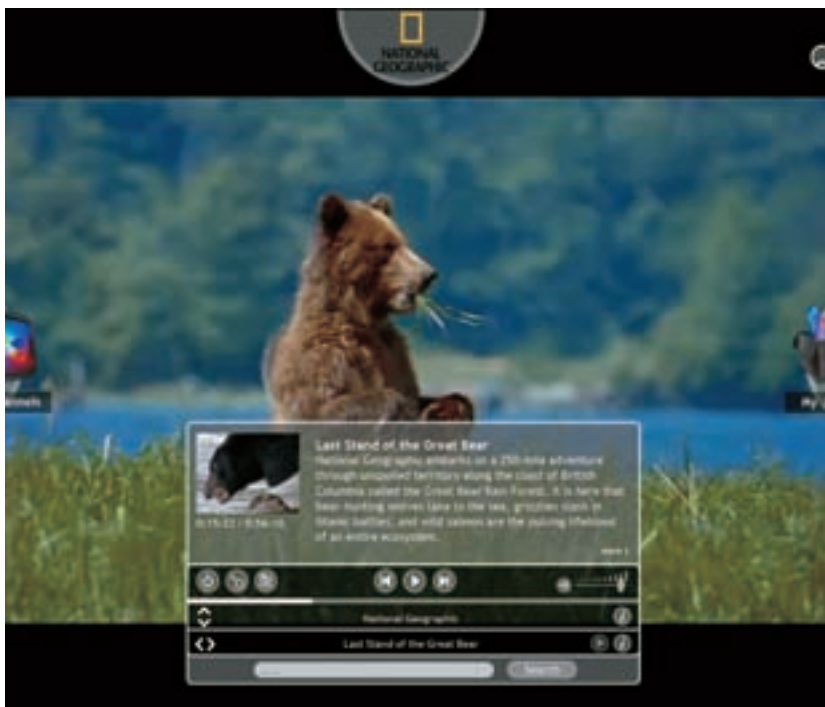 NATIONAL
GEOGRAPHIC
My
Last Stand of the Great Bear
National Geographic embarks on a 250-mile adventure
through unspoiled territory along the coast of British
Columbia called the Great Bear Rain Forest. It is here that
bear-hunting wolves take to the sea, grizzlies clash in
titanic battles, and wild salmon are the pulsing lifeblood
of an entire ecosystem.
National Geographic
Last Stand of the Great Bear
Search